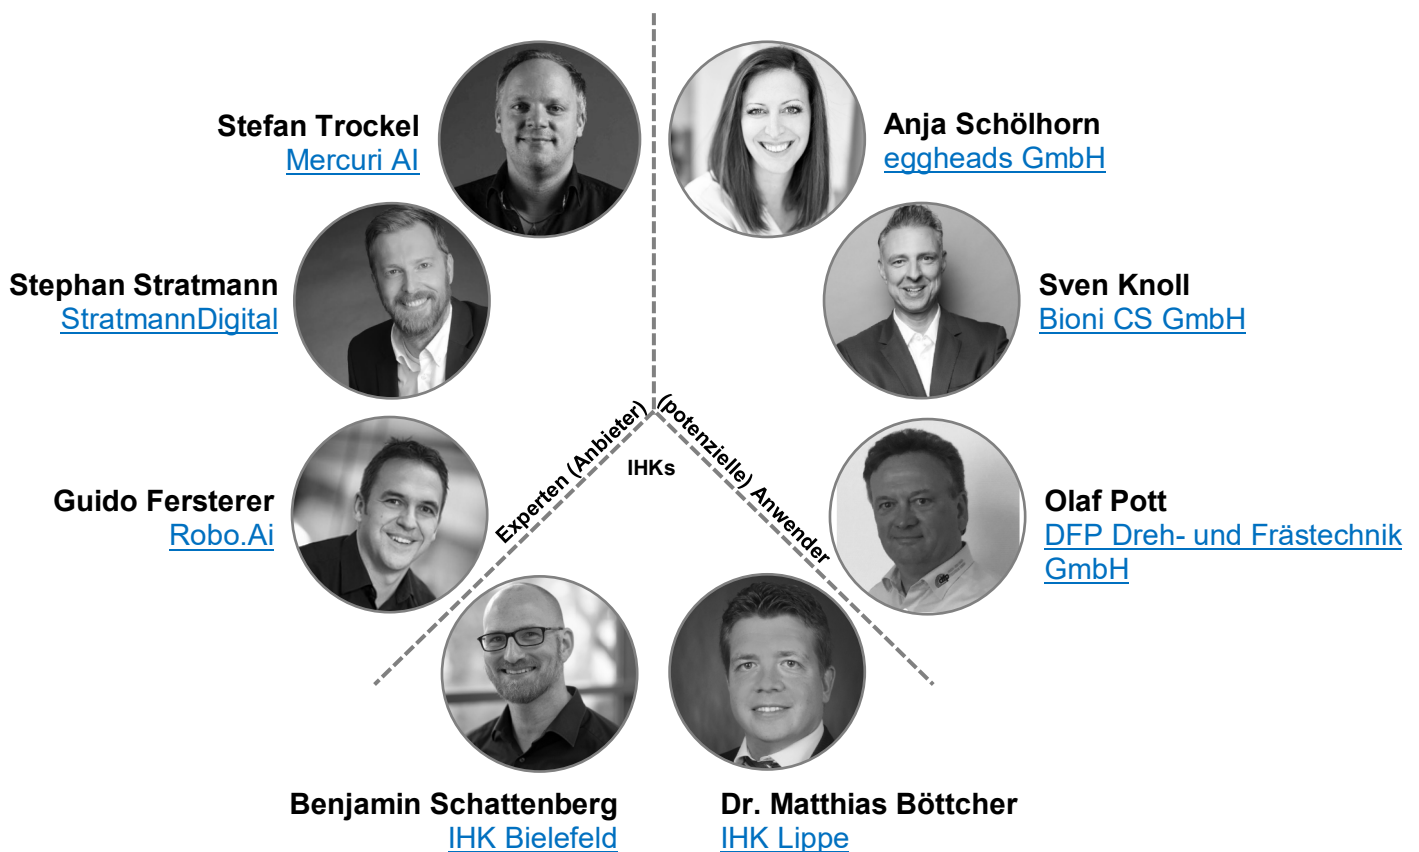 Stefan Trockel
Mercuri AI
Anja Schölhorn
eggheads GmbH
Stephan Stratmann
StratmannDigital
Sven Knoll
Bioni CS GmbH
Experten (Anbieter)
(potenzielle) Anwender
IHKs
Guido Fersterer
Robo.Ai
Olaf Pott
DFP Dreh- und Frästechnik
GmbH
Benjamin Schattenberg
IHK Bielefeld
Dr. Matthias Böttcher
IHK Lippe